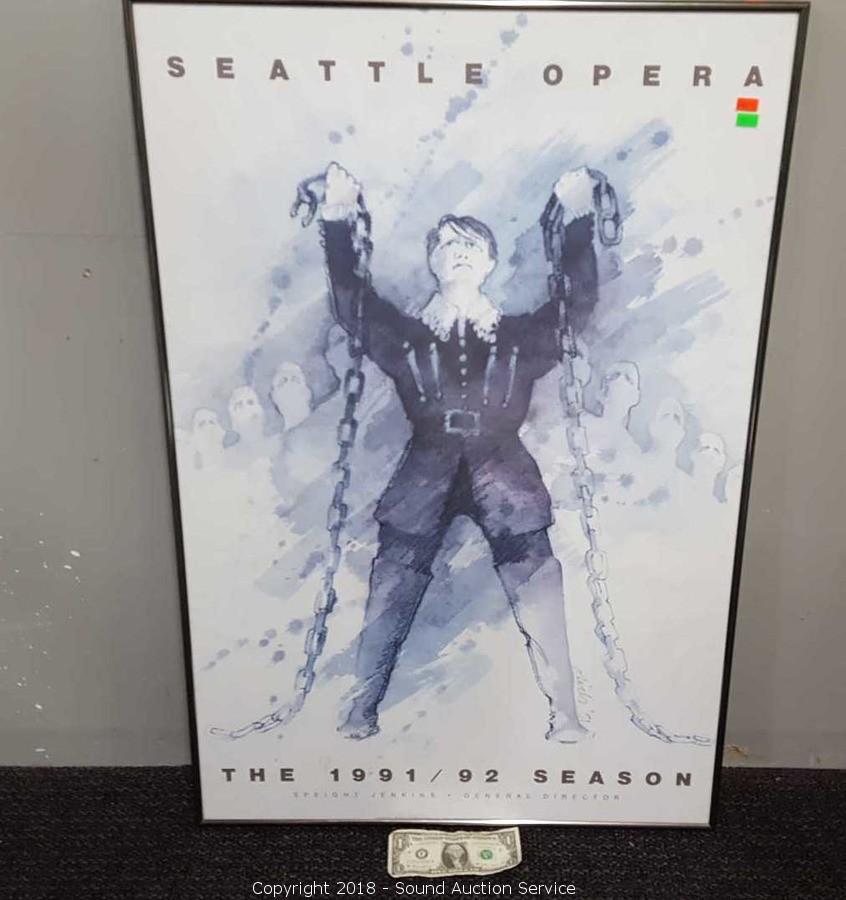 SEATTLE OPERA
THE 1991/92 SEASON
SPEIGHT JENKINS • GENERAL DIRECTOR
Copyright 2018 - Sound Auction Service